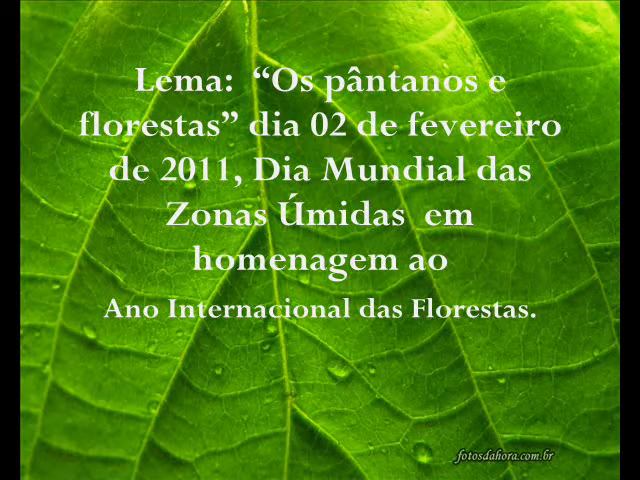 Lema:  “Os pântanos e
florestas” dia 02 de fevereiro
de 2011, Dia Mundial das
Zonas Úmidas  em
homenagem ao
Ano Internacional das Florestas.
fotosdahora.com.br